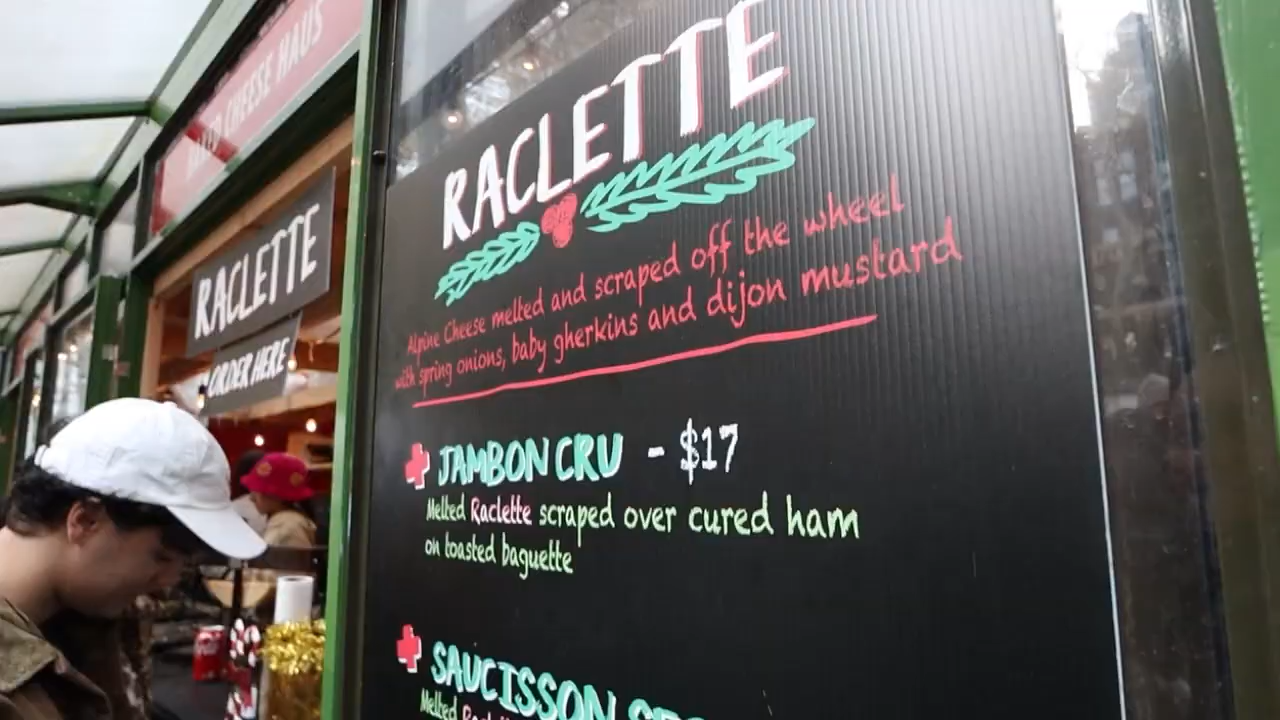 CHEESE HAUS
RACLETTE
ORDER HERE
RACLETTE
Alpine Cheese melted and scraped off the wheel
with spring onions, baby gherkins and dijon mustard
JAMBON CRU - $17
Melted Raclette scraped over cured ham
on toasted baguette
SAUCISSON
Melted